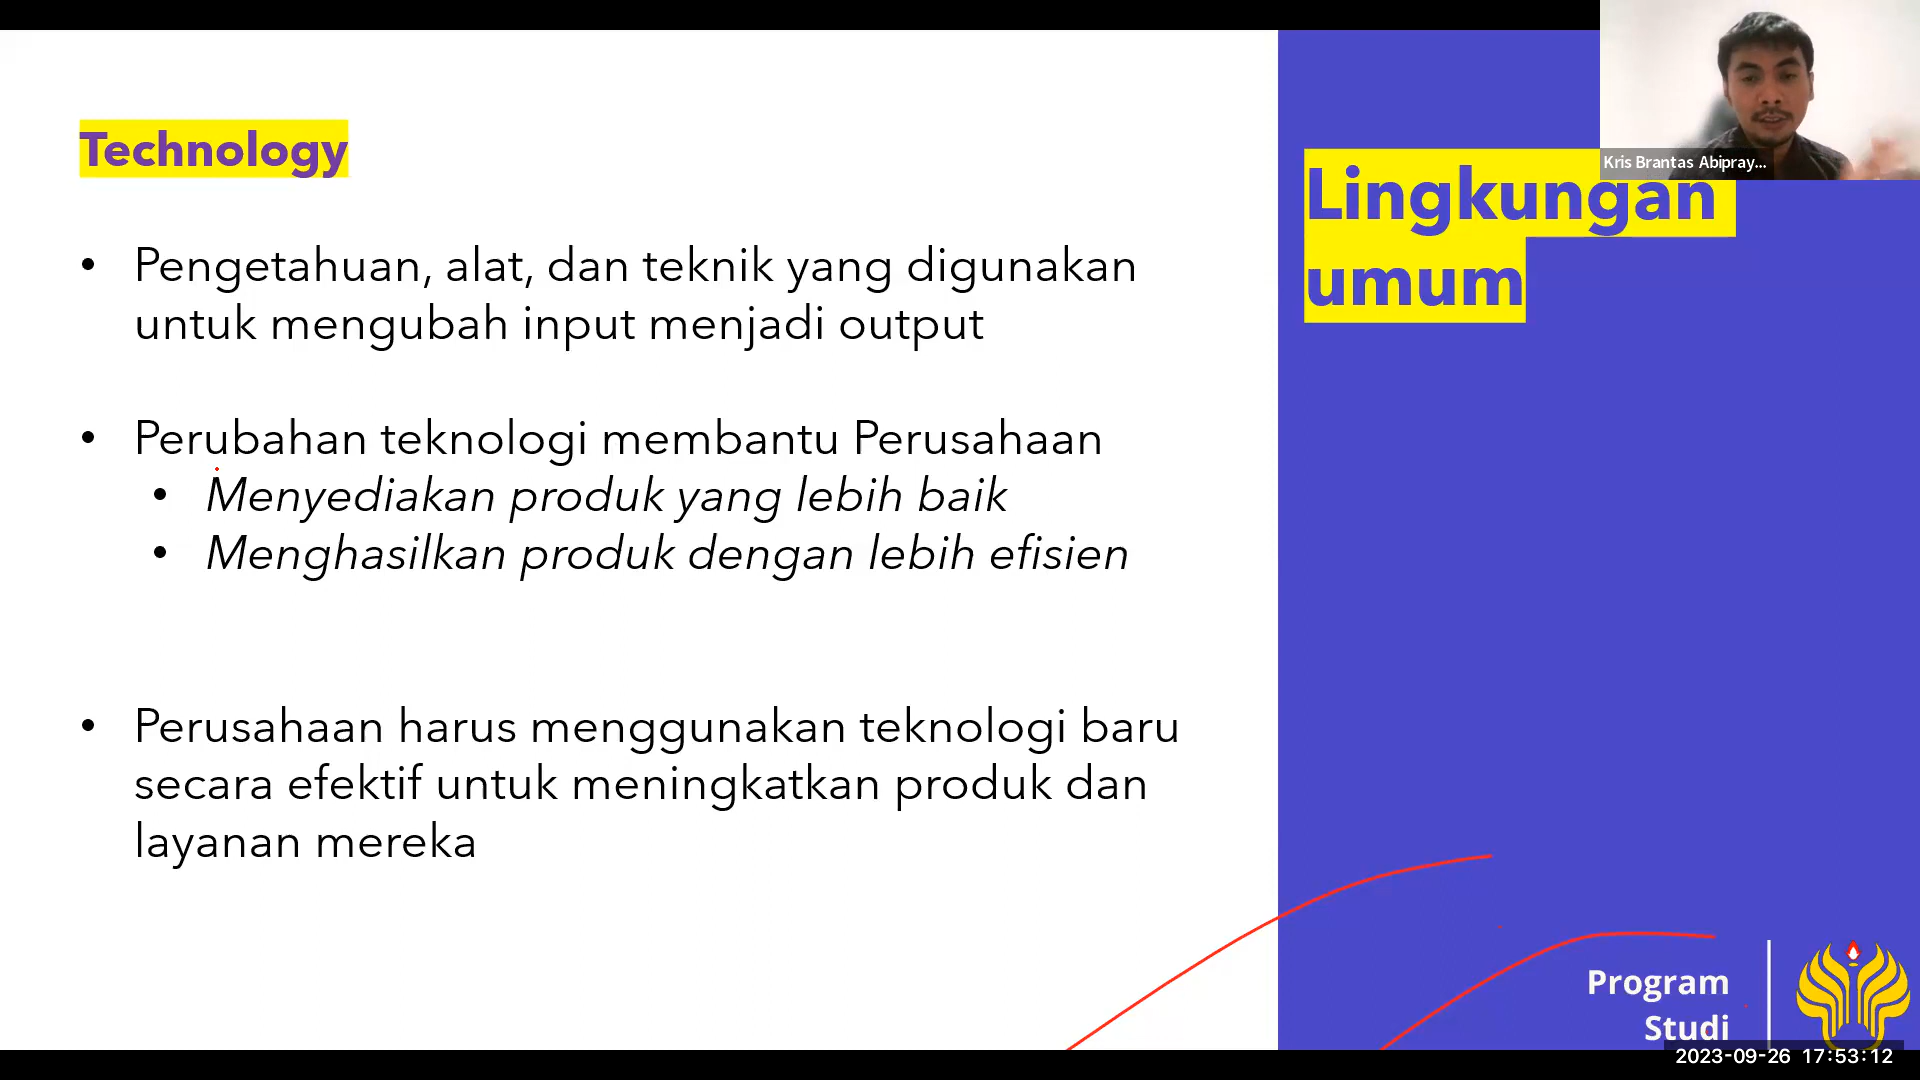 Technology
Pengetahuan, alat, dan teknik yang digunakan
untuk mengubah input menjadi output
Perubahan teknologi membantu Perusahaan
Menyediakan produk yang lebih baik
Menghasilkan produk dengan lebih efisien
Perusahaan harus menggunakan teknologi baru
secara efektif untuk meningkatkan produk dan
layanan mereka
Kris Brantas Abipray...
Lingkungan
umum
Program
Studi
2023-09-26 17:53:12